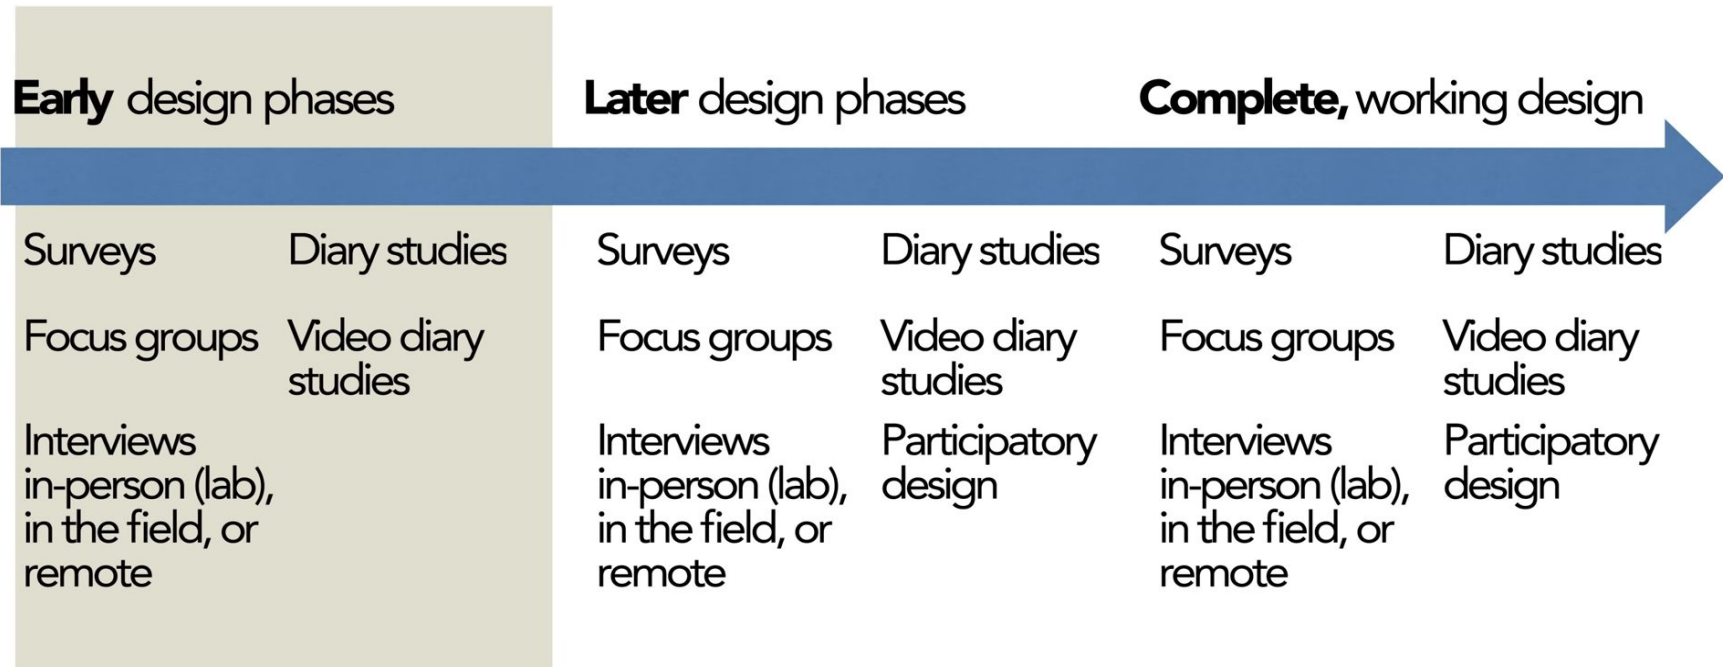 Early design phases
Surveys
Focus groups
Interviews
in-person (lab),
in the field, or
remote
Diary studies
Video diary
studies
Later design phases
Surveys
Focus groups
Interviews
in-person (lab),
in the field, or
remote
Diary studies
Video diary
studies
Participatory
design
Complete, working design
Surveys
Focus groups
Interviews
in-person (lab),
in the field, or
remote
Diary studies
Video diary
studies
Participatory
design